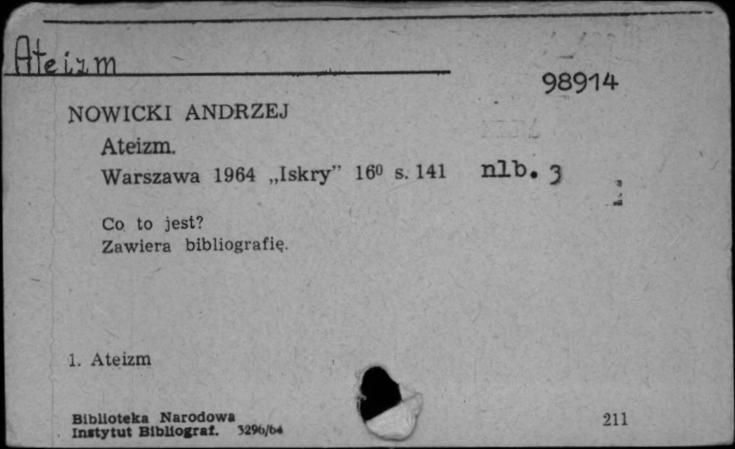 Ateizm
98914
NOWICKI ANDRZEJ
Ateizm.
Warszawa 1964 „Iskry” 16⁰ s. 141 nlb. 3
Co to jest?
Zawiera bibliografię.
1. Ateizm
Biblioteka Narodowa
Instytut Bibliograf. 3296/64
211